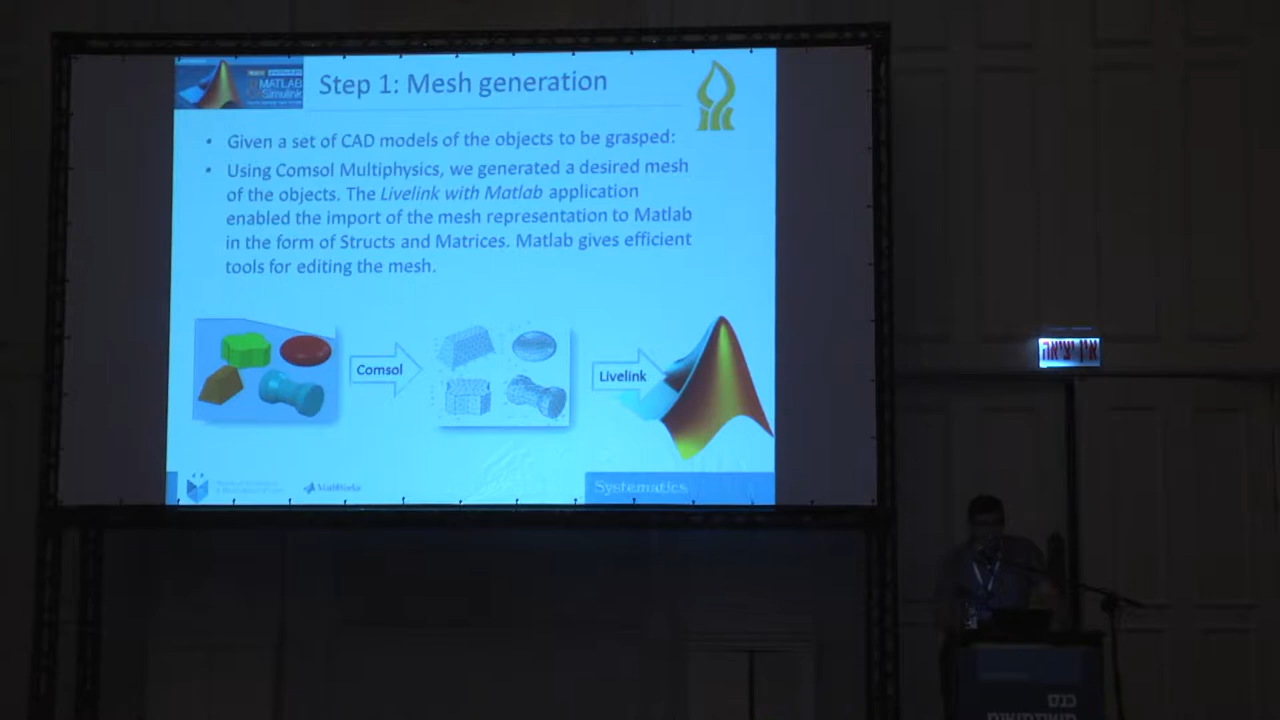 MATLAB
Simulink
Step 1: Mesh generation
• Given a set of CAD models of the objects to be grasped:
• Using Comsol Multiphysics, we generated a desired mesh
of the objects. The Livelink with Matlab application
enabled the import of the mesh representation to Matlab
in the form of Structs and Matrices. Matlab gives efficient
tools for editing the mesh.
Comsol
Livelink
MathWorks
Systematics
אין יציאה
כנס